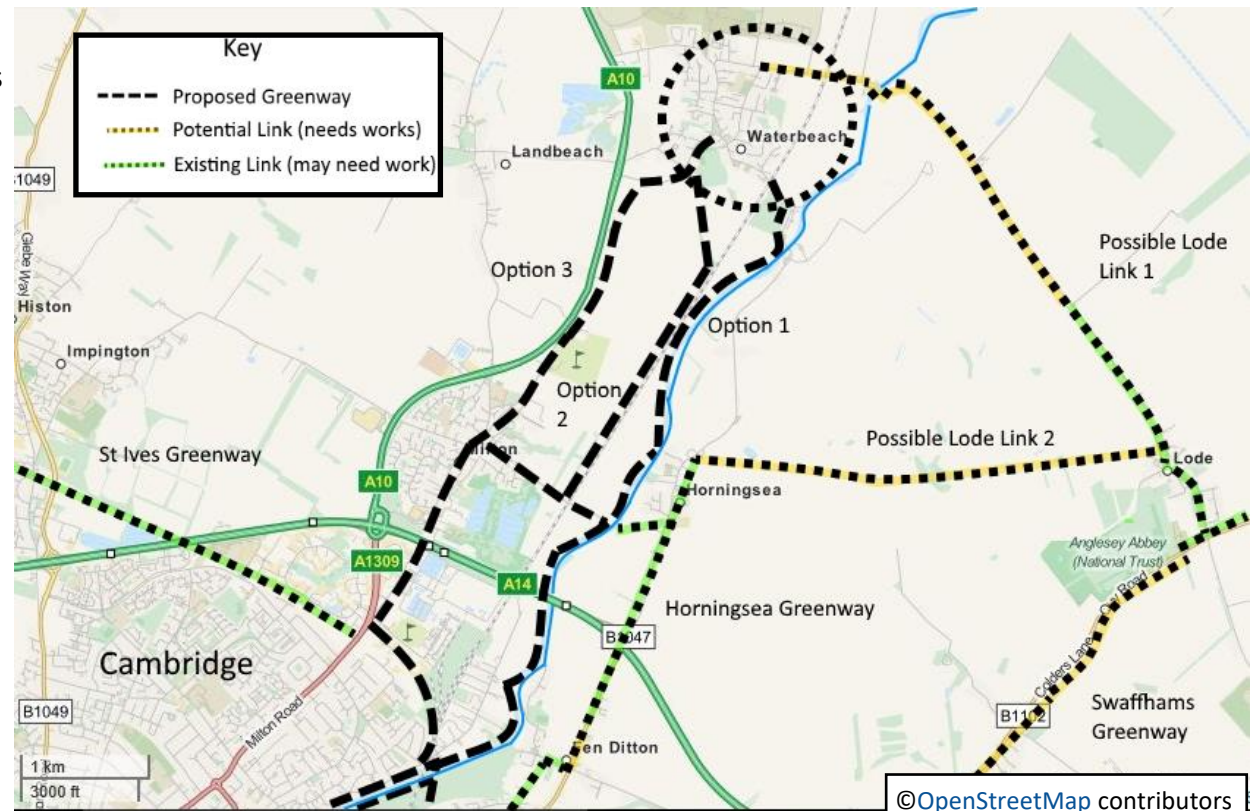 s
Key
Proposed Greenway
Potential Link (needs works)
Existing Link (may need work)
A10
Waterbeach
Landbeach
1049
Glebe Way
Histon
Impington
Option 3
Possible Lode
Link 1
Option 1
Option
2
St Ives Greenway
Possible Lode Link 2
Lode
A10
Horningsea
A1309
A14
Anglesey Abbey
(National Trust)
Horningsea Greenway
Cambridge
Milton Road
B1049
Swaffhams
Greenway
1 km
3000 ft
©OpenStreetMap contributors